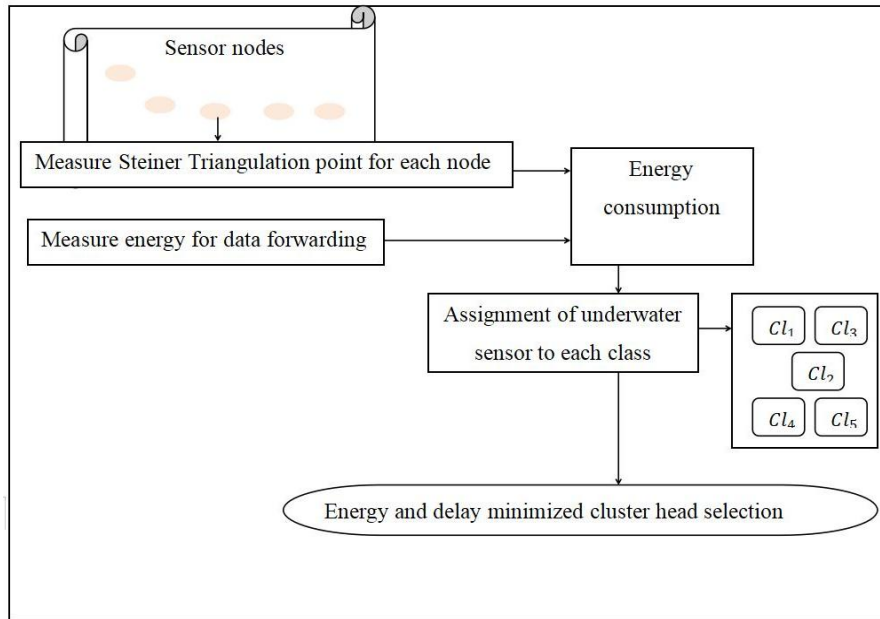 Sensor nodes
Measure Steiner Triangulation point for each node
Energy
consumption
Measure energy for data forwarding
Assignment of underwater
sensor to each class
Cl₁ Cl₃
Cl₂
Cl₄ Cl₅
Energy and delay minimized cluster head selection